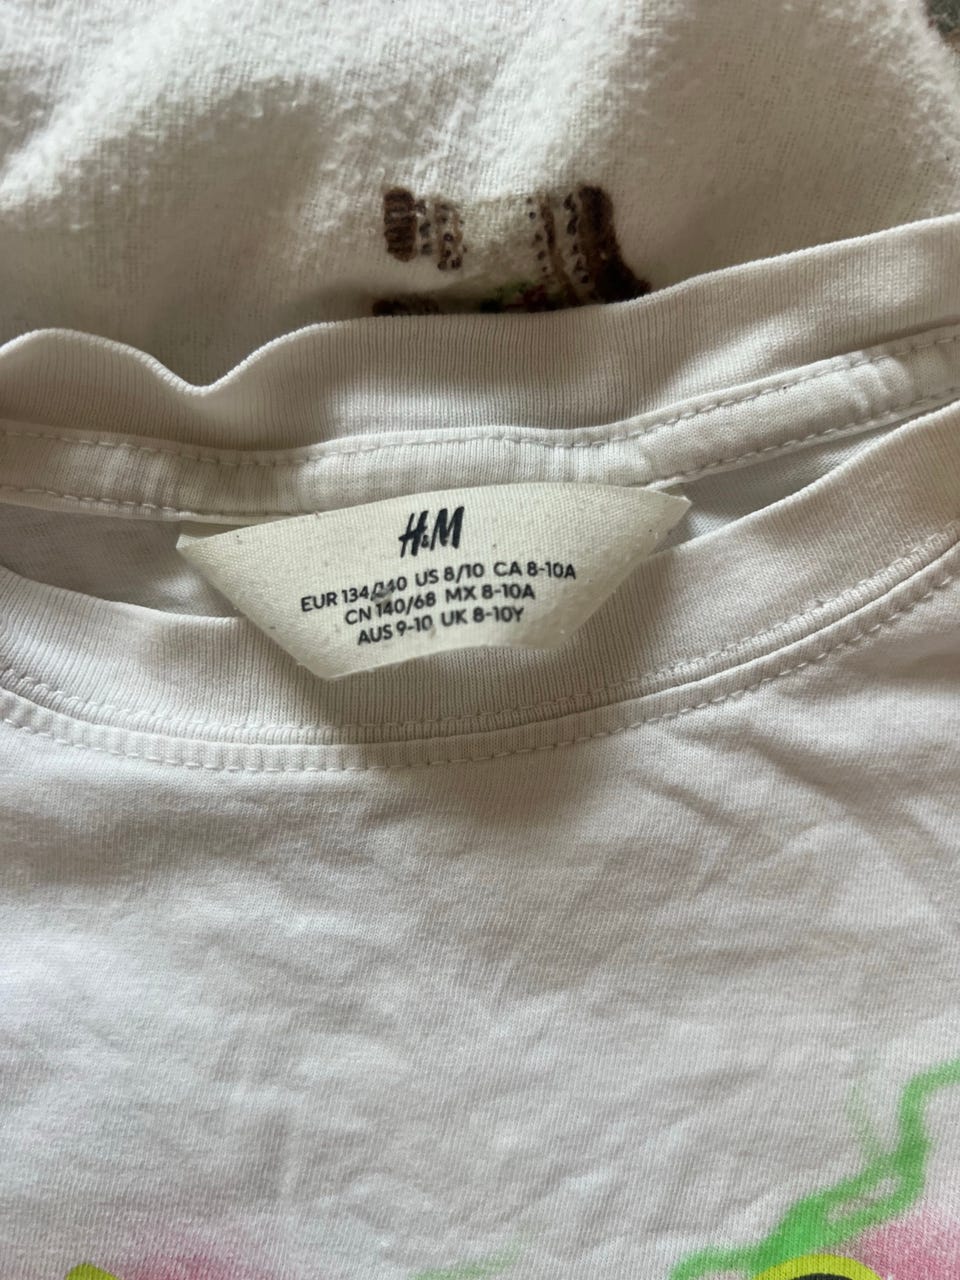 H&M
EUR 134/140 US 8/10 CA 8-10A
CN 140/68 MX 8-10A
AUS 9-10 UK 8-10Y